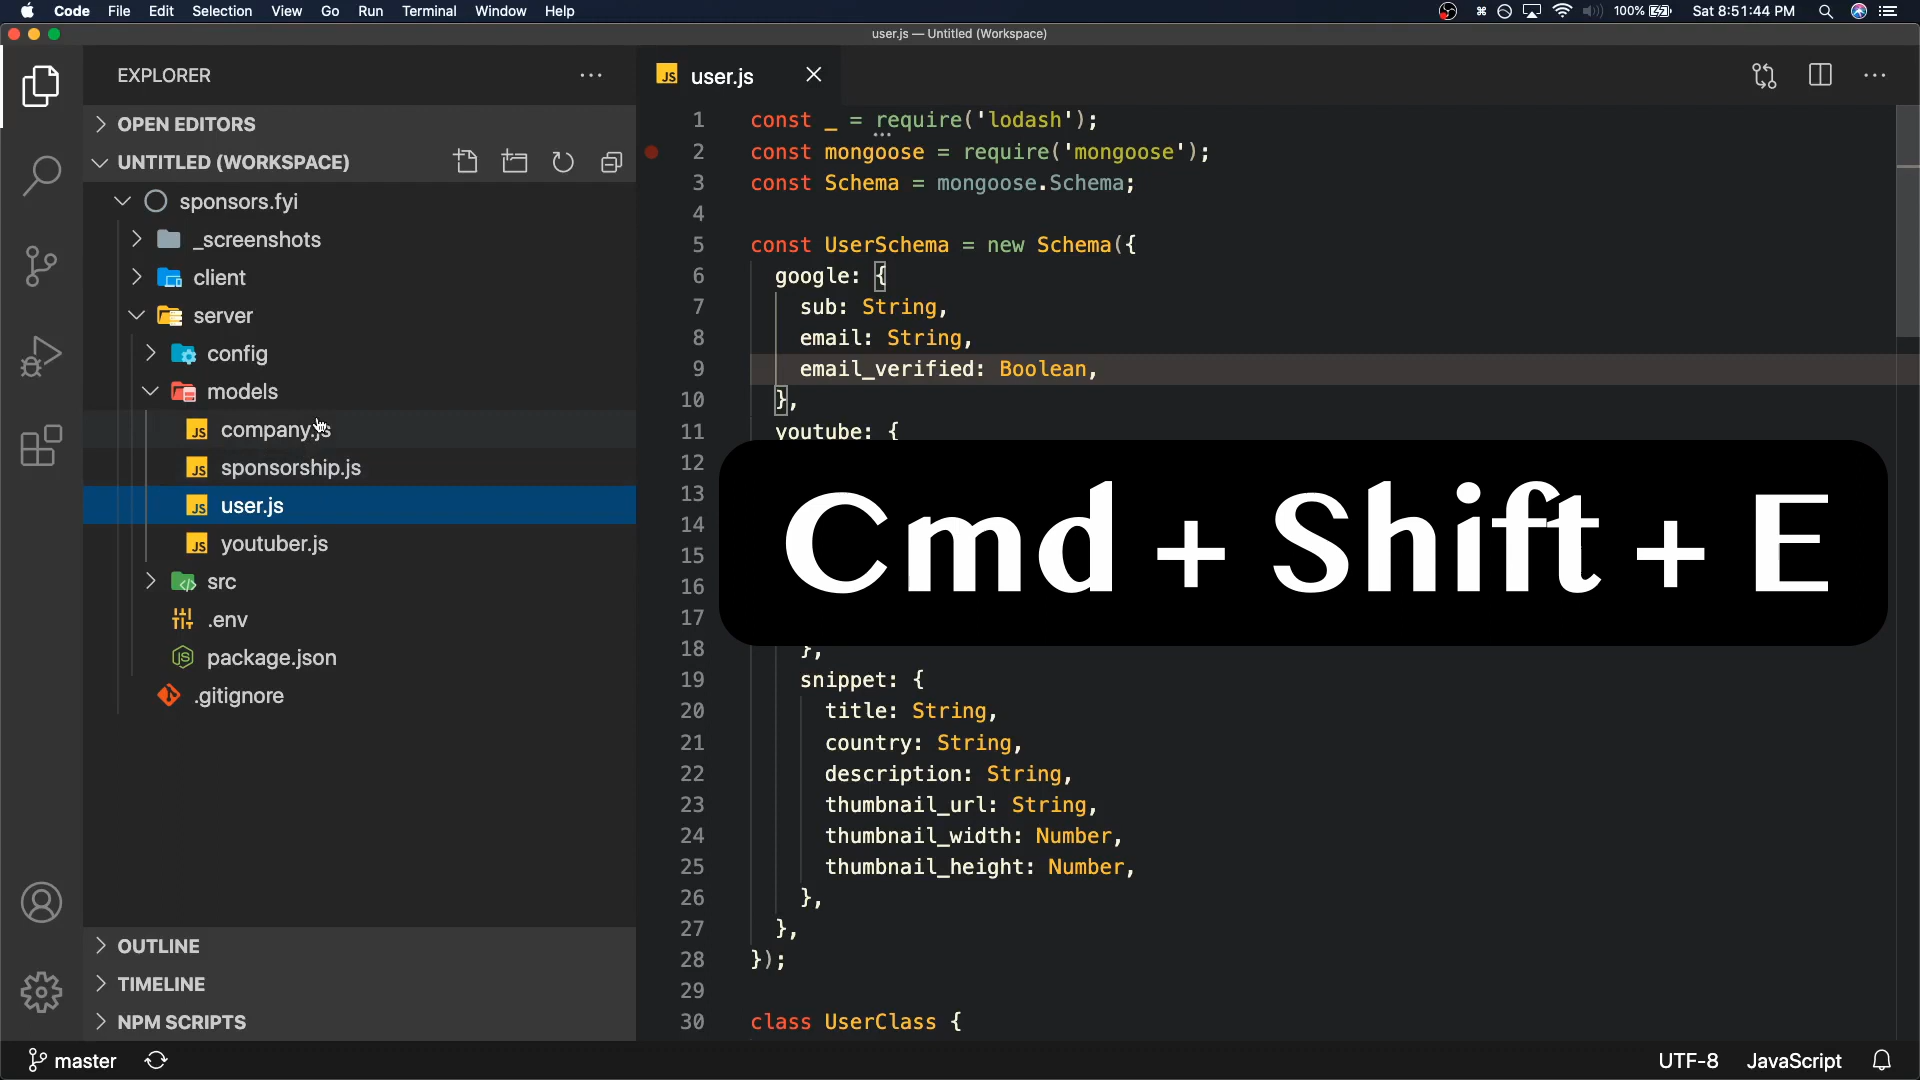 Code File Edit Selection View Go Run Terminal Window Help 100% Sat 8:51:44 PM
user.js — Untitled (Workspace)
EXPLORER
OPEN EDITORS
UNTITLED (WORKSPACE)
sponsors.fyi
_screenshots
client
server
config
models
JS company.js
JS sponsorship.js
JS user.js
JS youtuber.js
src
.env
package.json
.gitignore
OUTLINE
TIMELINE
NPM SCRIPTS
JS user.js
1 const _ = require('lodash');
2 const mongoose = require('mongoose');
3 const Schema = mongoose.Schema;
4
5 const UserSchema = new Schema({
6 google: {
7 sub: String,
8 email: String,
9 email_verified: Boolean,
10 },
11 youtube: {
12
13
14
15
16
17
18 },
19 snippet: {
20 title: String,
21 country: String,
22 description: String,
23 thumbnail_url: String,
24 thumbnail_width: Number,
25 thumbnail_height: Number,
26 },
27 },
28 });
29
30 class UserClass {
Cmd + Shift + E
master UTF-8 JavaScript